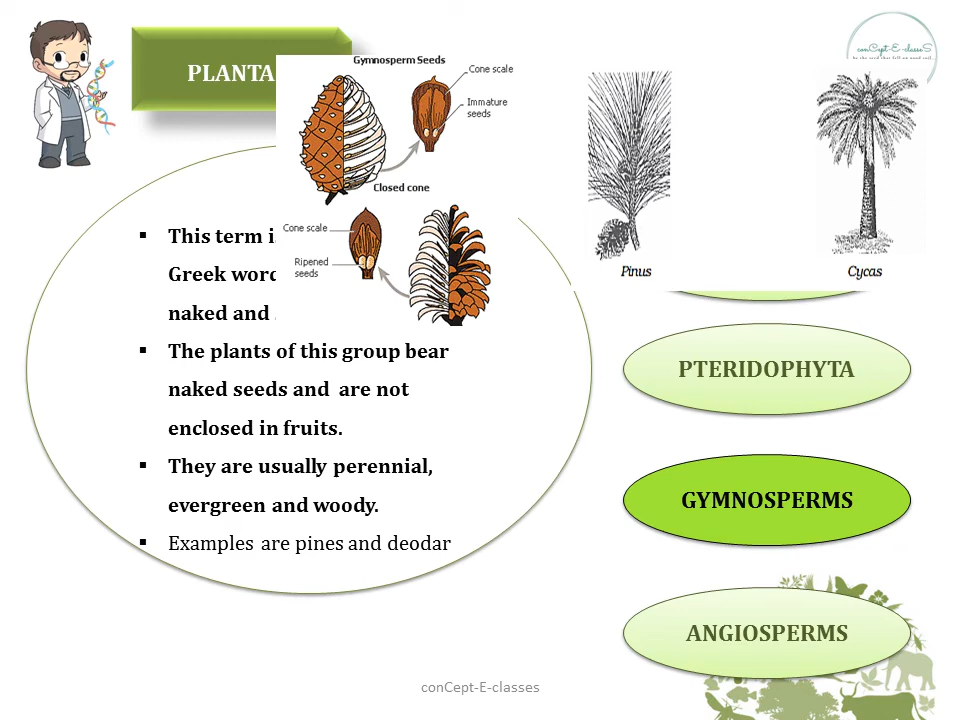 PLANTA
conCept-E-classeS
Gymnosperm Seeds
Cone scale
Immature
seeds
Closed cone
Cone scale
Ripened
seeds
Pinus
Cycas
This term
Greek word
naked and
▪ The plants of this group bear
naked seeds and are not
enclosed in fruits.
▪ They are usually perennial,
evergreen and woody.
▪ Examples are pines and deodar
PTERIDOPHYTA
GYMNOSPERMS
ANGIOSPERMS
conCept-E-classes